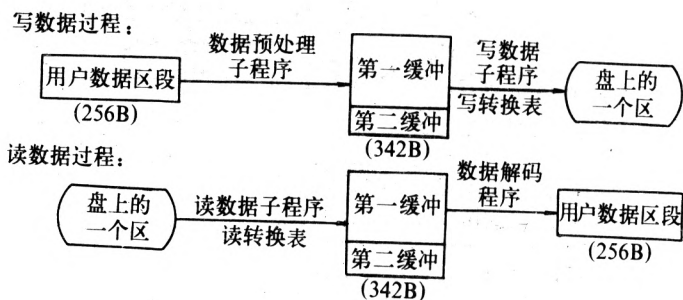 写数据过程：
数据预处理
子程序
用户数据区段
(256B)
第一缓冲
第二缓冲
(342B)
写数据
子程序
写转换表
盘上的
一个区
读数据过程：
盘上的
一个区
读数据子程序
读转换表
第一缓冲
第二缓冲
(342B)
数据解码
程序
用户数据区段
(256B)